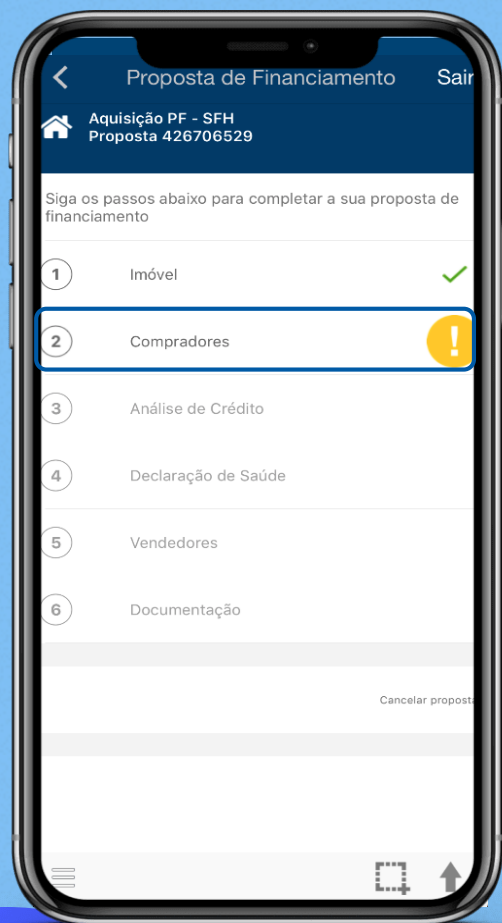 Proposta de Financiamento Sair
Aquisição PF - SFH
Proposta 426706529
Siga os passos abaixo para completar a sua proposta de
financiamento
1 Imóvel
2 Compradores !
3 Análise de Crédito
4 Declaração de Saúde
5 Vendedores
6 Documentação
Cancelar proposta